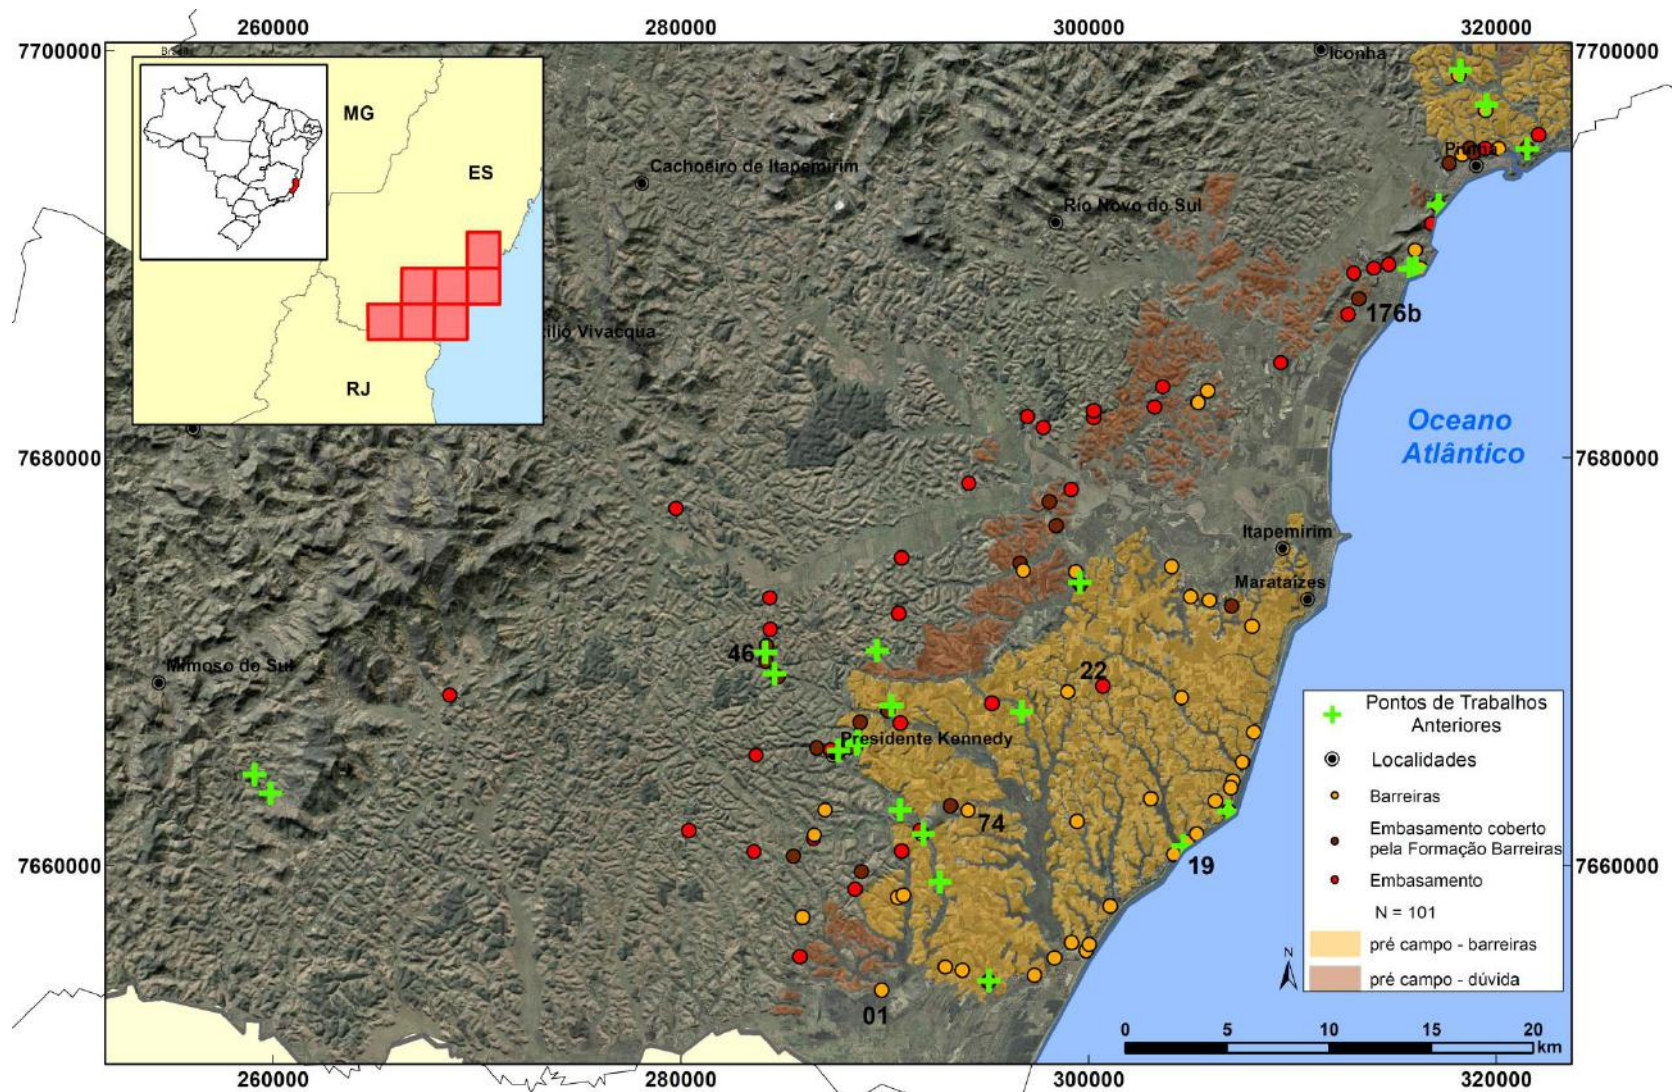 260000
280000
300000
320000
7700000
7700000
Iconha
MG
ES
RJ
Cachoeiro de Itapemirim
Rio Novo do Sul
Vivacqua
176b
Oceano
Atlântico
7680000
7680000
Itapemirim
Marataízes
46
22
Mimoso do Sul
Presidente Kennedy
74
19
01
7660000
7660000
Pontos de Trabalhos
Anteriores
Localidades
Barreiras
Embasamento coberto
pela Formação Barreiras
Embasamento
N = 101
pré campo - barreiras
pré campo - dúvida
N
0
5
10
15
20
km
260000
280000
300000
320000